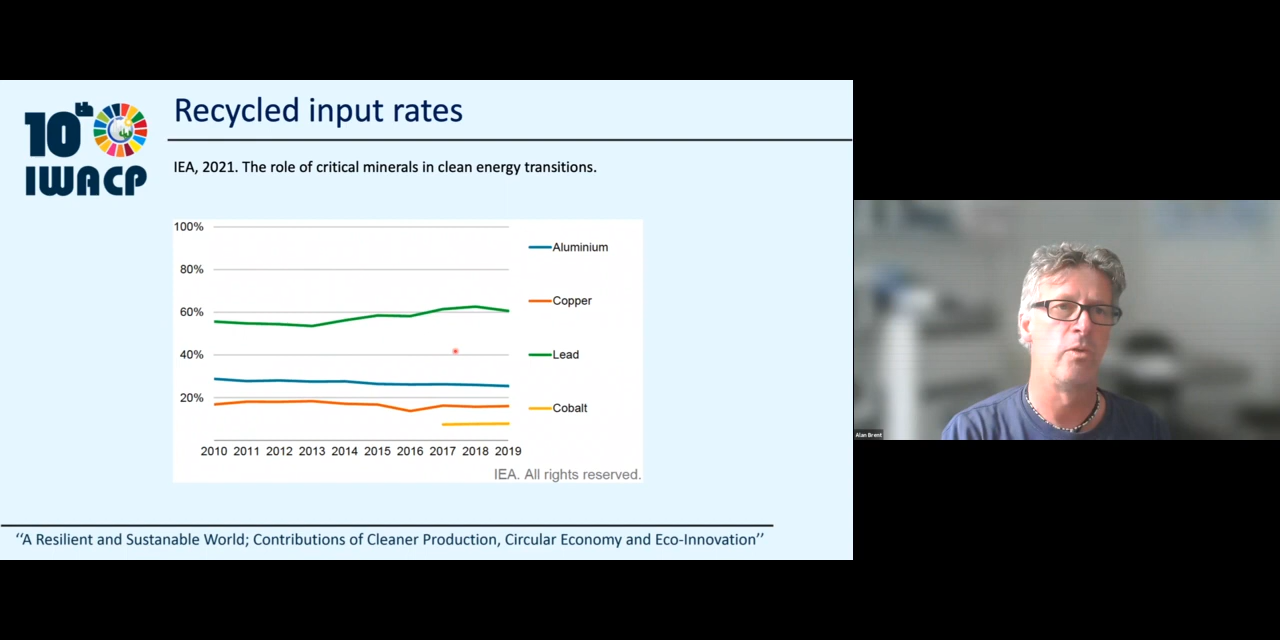 10th
IWACP
Recycled input rates
IEA, 2021. The role of critical minerals in clean energy transitions.
100%
80%
60%
40%
20%
2010 2011 2012 2013 2014 2015 2016 2017 2018 2019
Aluminium
Copper
Lead
Cobalt
IEA. All rights reserved.
‘‘A Resilient and Sustanable World; Contributions of Cleaner Production, Circular Economy and Eco-Innovation’’
Alan Brent